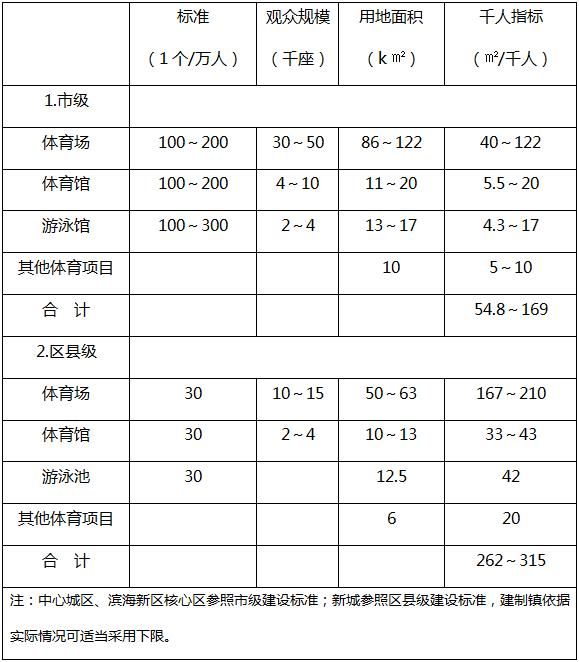 标准 观众规模 用地面积 千人指标
（1个/万人） （千座） （k㎡） （㎡/千人）
1.市级
体育场 100～200 30～50 86～122 40～122
体育馆 100～200 4～10 11～20 5.5～20
游泳馆 100～300 2～4 13～17 4.3～17
其他体育项目 10 5～10
合 计 54.8～169
2.区县级
体育场 30 10～15 50～63 167～210
体育馆 30 2～4 10～13 33～43
游泳池 30 12.5 42
其他体育项目 6 20
合 计 262～315
注：中心城区、滨海新区核心区参照市级建设标准；新城参照区县级建设标准，建制镇依据
实际情况可适当采用下限。